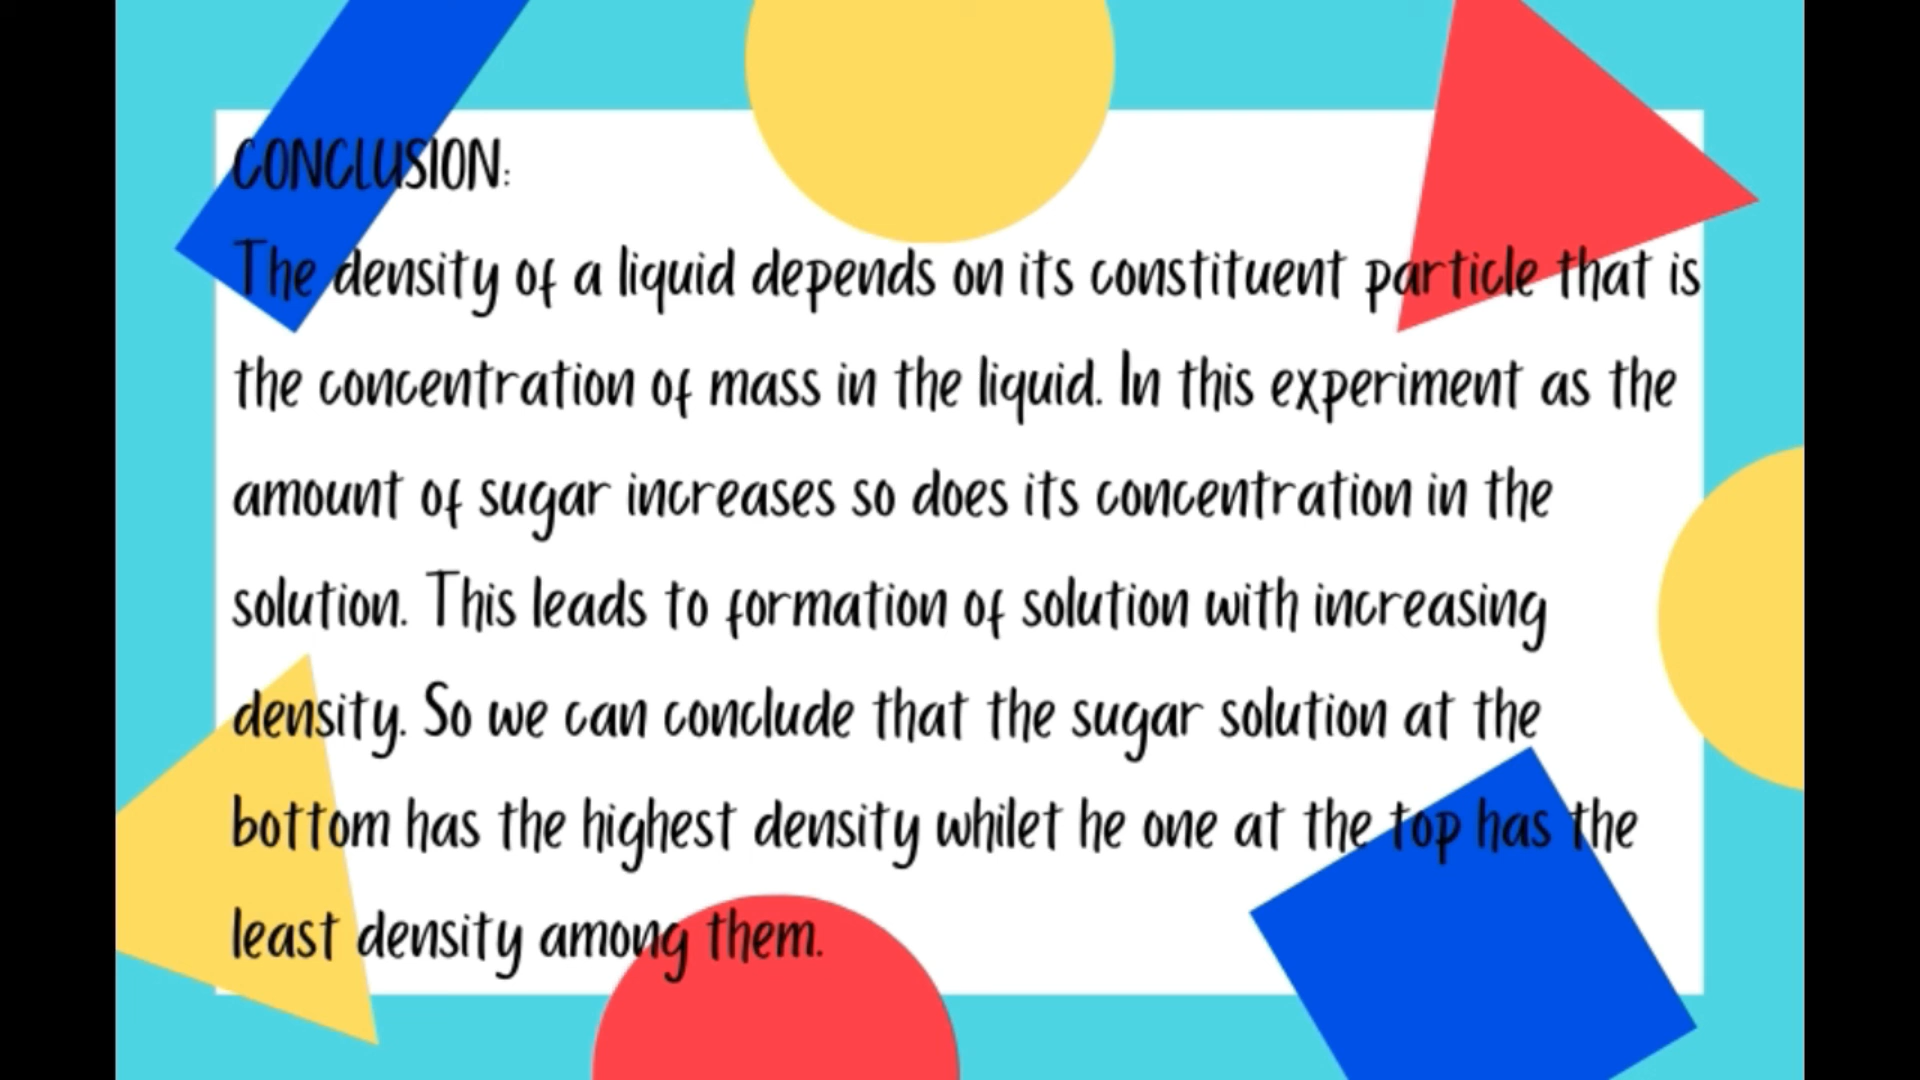 CONCLUSION:
The density of a liquid depends on its constituent particle that is
the concentration of mass in the liquid. In this experiment as the
amount of sugar increases so does its concentration in the
solution. This leads to formation of solution with increasing
density. So we can conclude that the sugar solution at the
bottom has the highest density whilet he one at the top has the
least density among them.